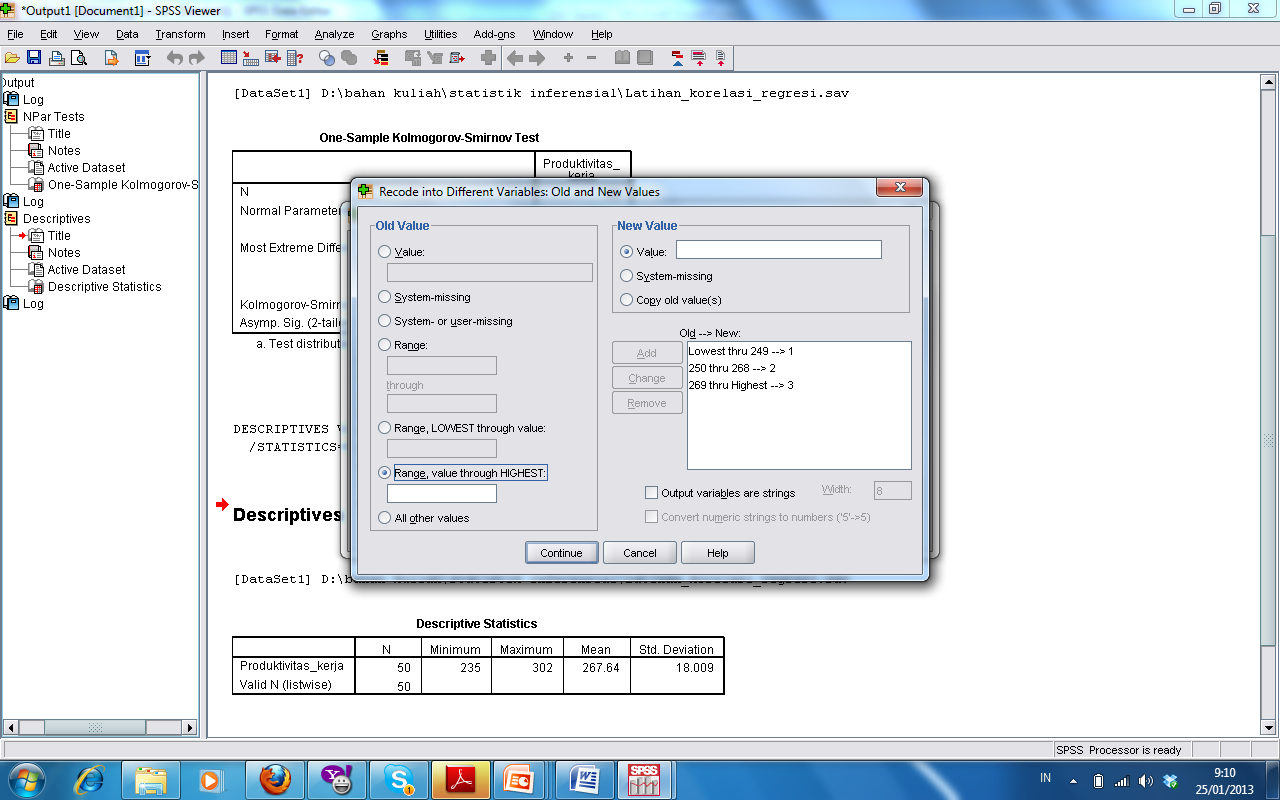 *Output1 [Document1] - SPSS Viewer
File Edit View Data Transform Insert Format Analyze Graphs Utilities Add-ons Window Help
Output
Log
NPar Tests
Title
Notes
Active Dataset
One-Sample Kolmogorov-S
Log
Descriptives
Title
Notes
Active Dataset
Descriptive Statistics
Log
[DataSet1] D:\bahan kuliah\statistik inferensial\Latihan_korelasi_regresi.sav
One-Sample Kolmogorov-Smirnov Test
Produktivitas_
kerja
N
Normal Parameter
Most Extreme Diffe
Kolmogorov-Smirn
Asymp. Sig. (2-taile
a. Test distribut
DESCRIPTIVES V
/STATISTICS=
Descriptives
Recode into Different Variables: Old and New Values
Old Value
Value:
System-missing
System- or user-missing
Range:
through
Range, LOWEST through value:
Range, value through HIGHEST:
All other values
New Value
Value:
System-missing
Copy old value(s)
Old --> New:
Add
Change
Remove
Lowest thru 249 --> 1
250 thru 268 --> 2
269 thru Highest --> 3
Output variables are strings Width: 8
Convert numeric strings to numbers ('5'->5)
Continue Cancel Help
[DataSet1] D:\
Descriptive Statistics
N Minimum Maximum Mean Std. Deviation
Produktivitas_kerja 50 235 302 267.64 18.009
Valid N (listwise) 50
SPSS Processor is ready
SPSS
1
IN
9:10
25/01/2013